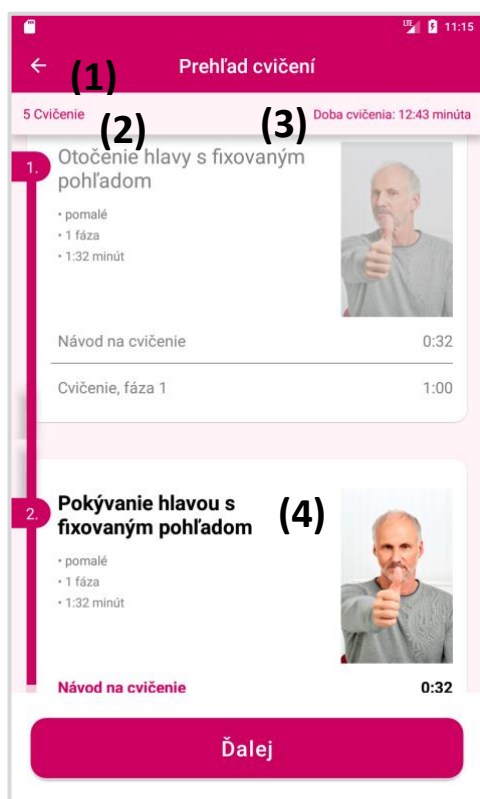 LTE 11:15
Prehľad cvičení
(1)
5 Cvičenie
Doba cvičenia: 12:43 minúta
(2)
(3)
1.
Otočenie hlavy s fixovaným
pohľadom
• pomalé
• 1 fáza
• 1:32 minút
Návod na cvičenie 0:32
Cvičenie, fáza 1 1:00
2.
Pokývanie hlavou s
fixovaným pohľadom
(4)
• pomalé
• 1 fáza
• 1:32 minút
Návod na cvičenie 0:32
Ďalej